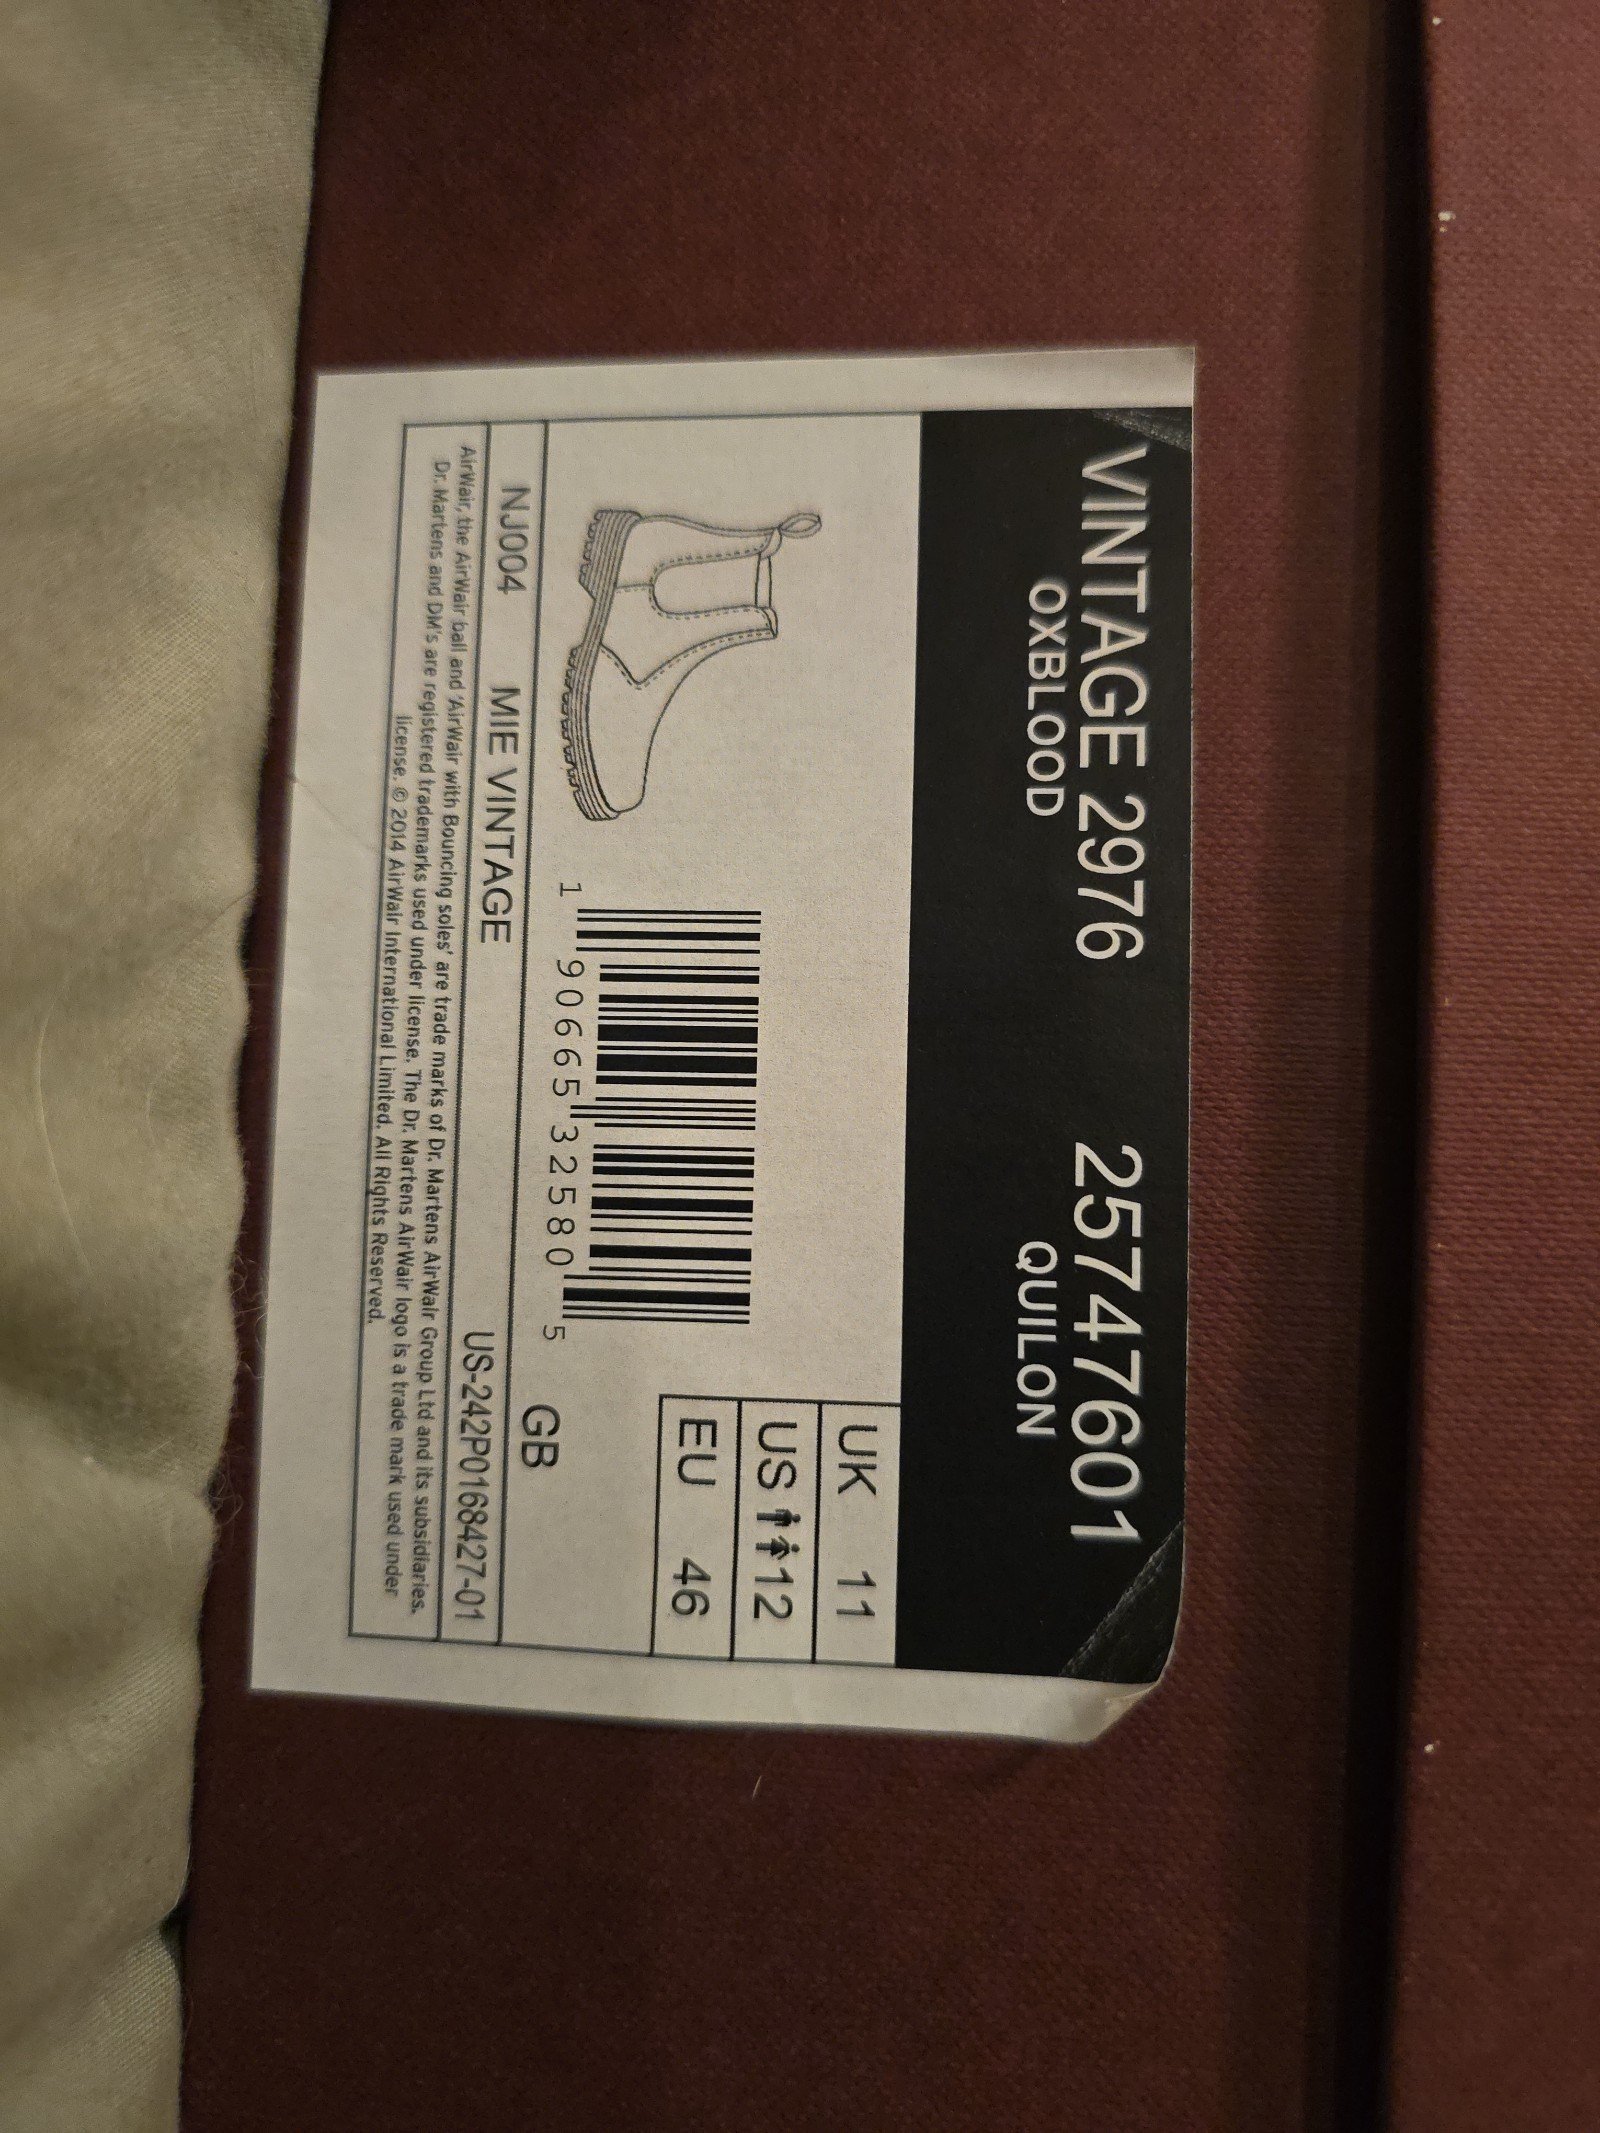 VINTAGE 2976 25747601
OXBLOOD QUILON
UK 11
US 12
EU 46
1 90665 32580 5
GB
NJ004 MIE VINTAGE US-242P0168427-01
AirWair, the AirWair ball and 'AirWair with Bouncing soles' are trade marks of Dr. Martens AirWair Group Ltd and its subsidiaries.
Dr. Martens and DM's are registered trademarks used under license. The Dr. Martens AirWair logo is a trade mark used under
license. © 2014 AirWair International Limited. All Rights Reserved.